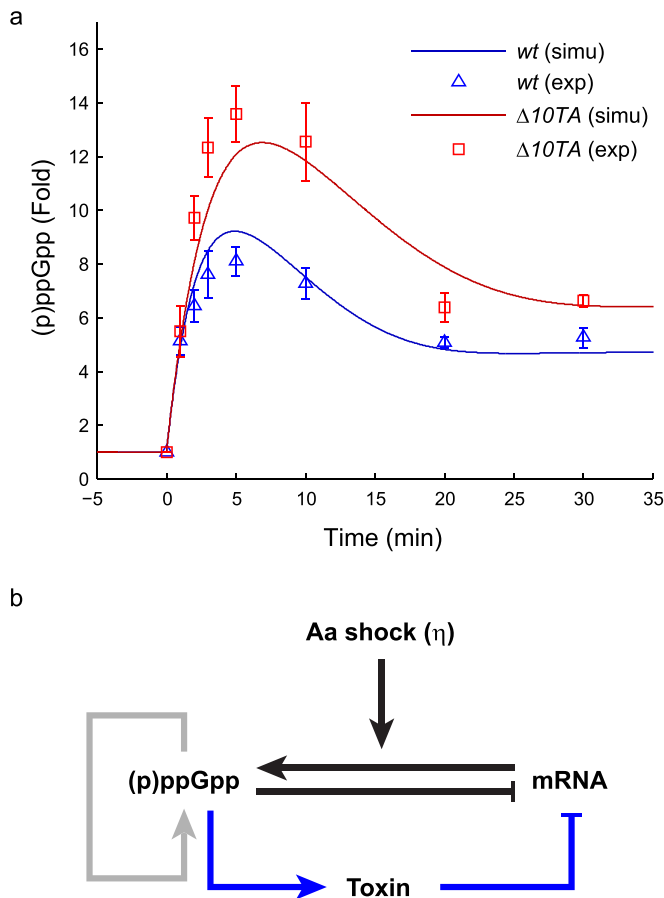 a
16
14
12
10
8
6
4
2
0
(p)ppGpp (Fold)
wt (simu)
wt (exp)
Δ10TA (simu)
Δ10TA (exp)
−5 0 5 10 15 20 25 30 35
Time (min)
b
Aa shock (η)
(p)ppGpp mRNA
Toxin